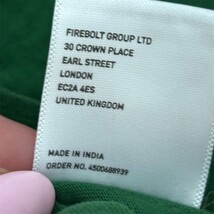 FIREBOLT GROUP LTD
30 CROWN PLACE
EARL STREET
LONDON
EC2A 4ES
UNITED KINGDOM
MADE IN INDIA
ORDER NO: 4500688939